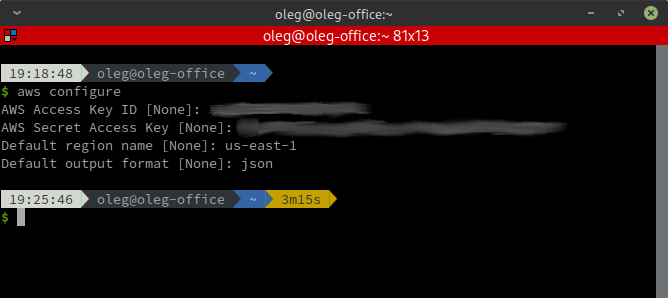 oleg@oleg-office:~
oleg@oleg-office:~ 81x13
19:18:48 oleg@oleg-office ~
$ aws configure
AWS Access Key ID [None]:
AWS Secret Access Key [None]:
Default region name [None]: us-east-1
Default output format [None]: json
19:25:46 oleg@oleg-office ~ 3m15s
$